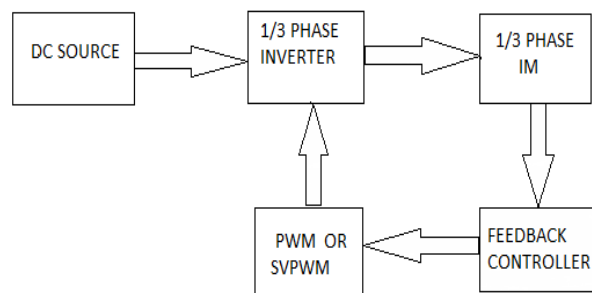 DC SOURCE
1/3 PHASE
INVERTER
1/3 PHASE
IM
PWM OR
SVPWM
FEEDBACK
CONTROLLER